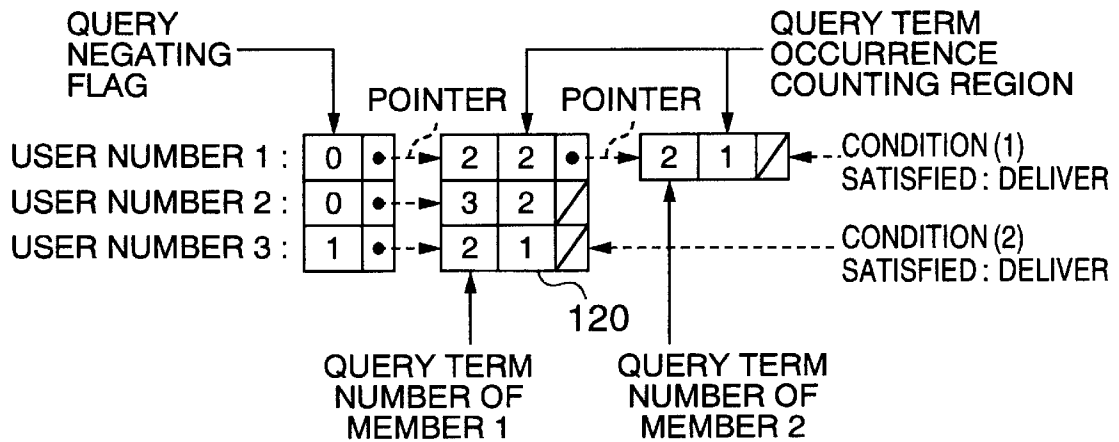 QUERY
NEGATING
FLAG
QUERY TERM
OCCURRENCE
COUNTING REGION
POINTER
POINTER
USER NUMBER 1 : 0 2 2 2 1
CONDITION (1)
SATISFIED : DELIVER
USER NUMBER 2 : 0 3 2
USER NUMBER 3 : 1 2 1
CONDITION (2)
SATISFIED : DELIVER
120
QUERY TERM
NUMBER OF
MEMBER 1
QUERY TERM
NUMBER OF
MEMBER 2